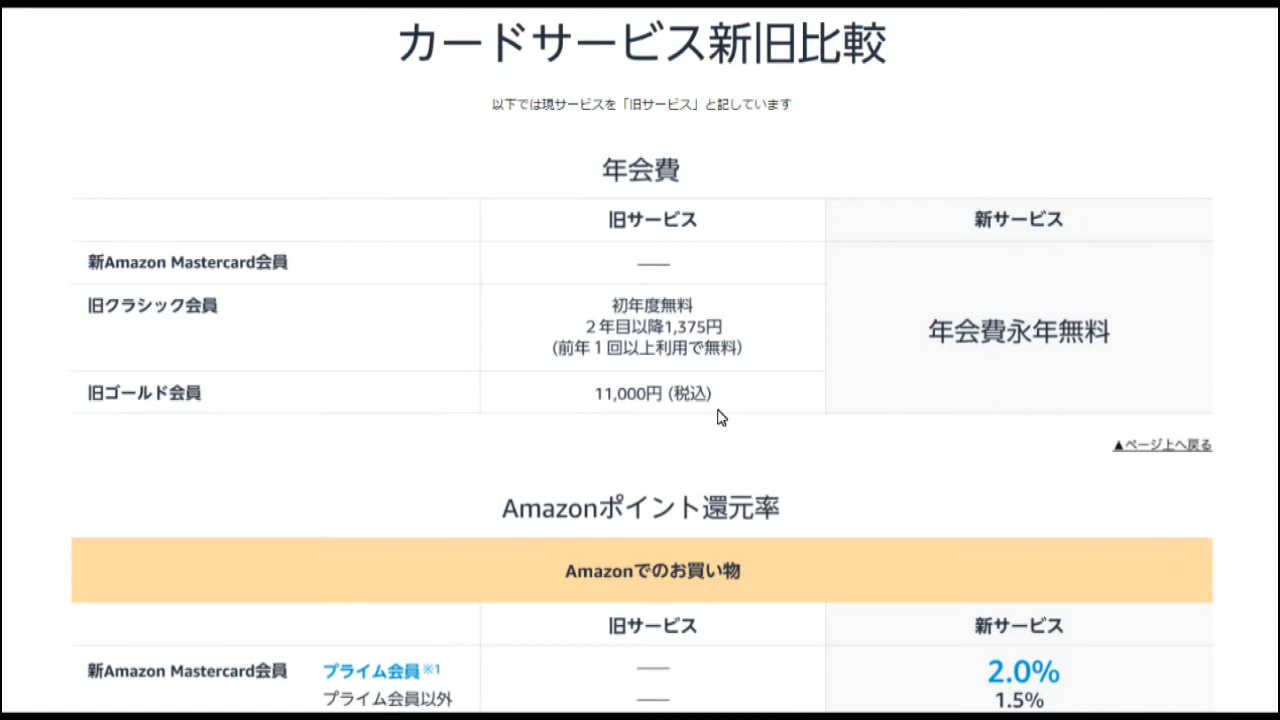 カードサービス新旧比較
以下では現サービスを「旧サービス」と記しています
年会費
旧サービス 新サービス
新Amazon Mastercard会員 ——
旧クラシック会員 初年度無料
２年目以降1,375円
(前年１回以上利用で無料)
年会費永年無料
旧ゴールド会員 11,000円 (税込)
▲ページ上へ戻る
Amazonポイント還元率
Amazonでのお買い物
旧サービス 新サービス
新Amazon Mastercard会員 プライム会員※1 —— 2.0%
プライム会員以外 —— 1.5%